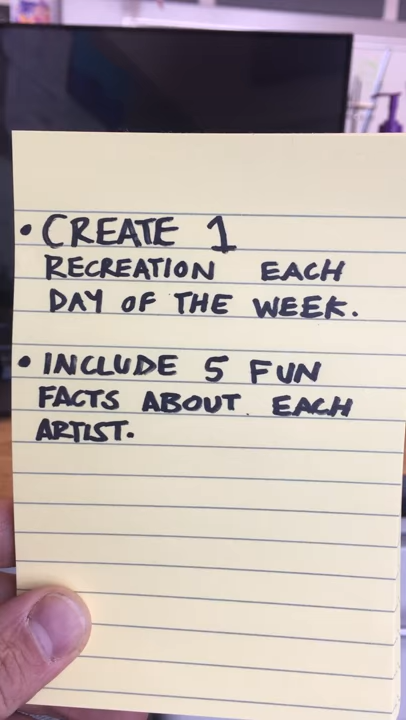 • CREATE 1
RECREATION EACH
DAY OF THE WEEK.
• INCLUDE 5 FUN
FACTS ABOUT EACH
ARTIST.